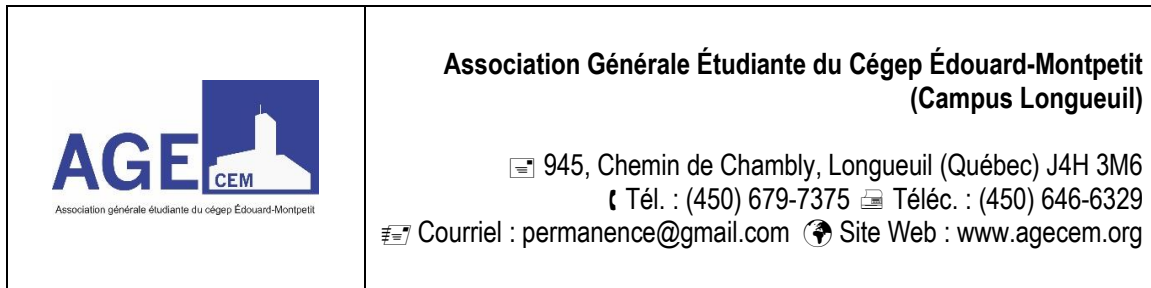 AGE
CEM
Association générale étudiante du cégep Édouard-Montpetit
Association Générale Étudiante du Cégep Édouard-Montpetit
(Campus Longueuil)
945, Chemin de Chambly, Longueuil (Québec) J4H 3M6
Tél. : (450) 679-7375 Téléc. : (450) 646-6329
Courriel : permanence@gmail.com Site Web : www.agecem.org